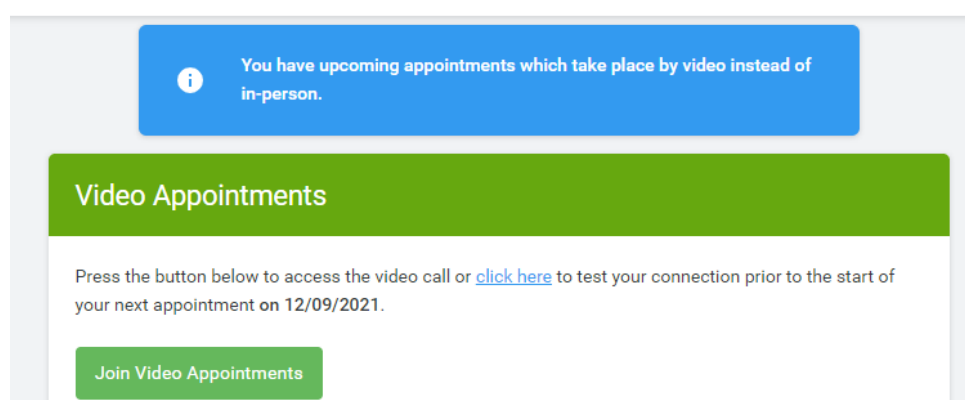 You have upcoming appointments which take place by video instead of
in-person.
Video Appointments
Press the button below to access the video call or click here to test your connection prior to the start of
your next appointment on 12/09/2021.
Join Video Appointments